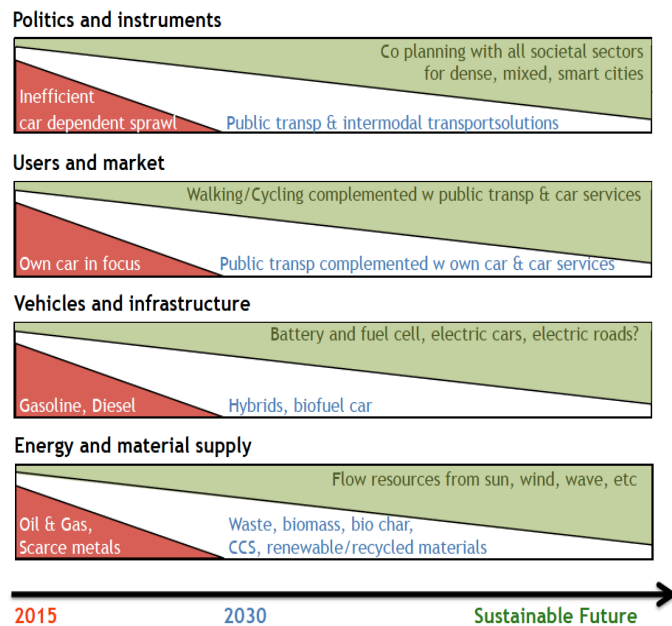 Politics and instruments
Co planning with all societal sectors
for dense, mixed, smart cities
Inefficient
car dependent sprawl
Public transp & intermodal transportsolutions
Users and market
Walking/Cycling complemented w public transp & car services
Own car in focus
Public transp complemented w own car & car services
Vehicles and infrastructure
Battery and fuel cell, electric cars, electric roads?
Gasoline, Diesel
Hybrids, biofuel car
Energy and material supply
Flow resources from sun, wind, wave, etc
Oil & Gas,
Scarce metals
Waste, biomass, bio char,
CCS, renewable/recycled materials
2015
2030
Sustainable Future